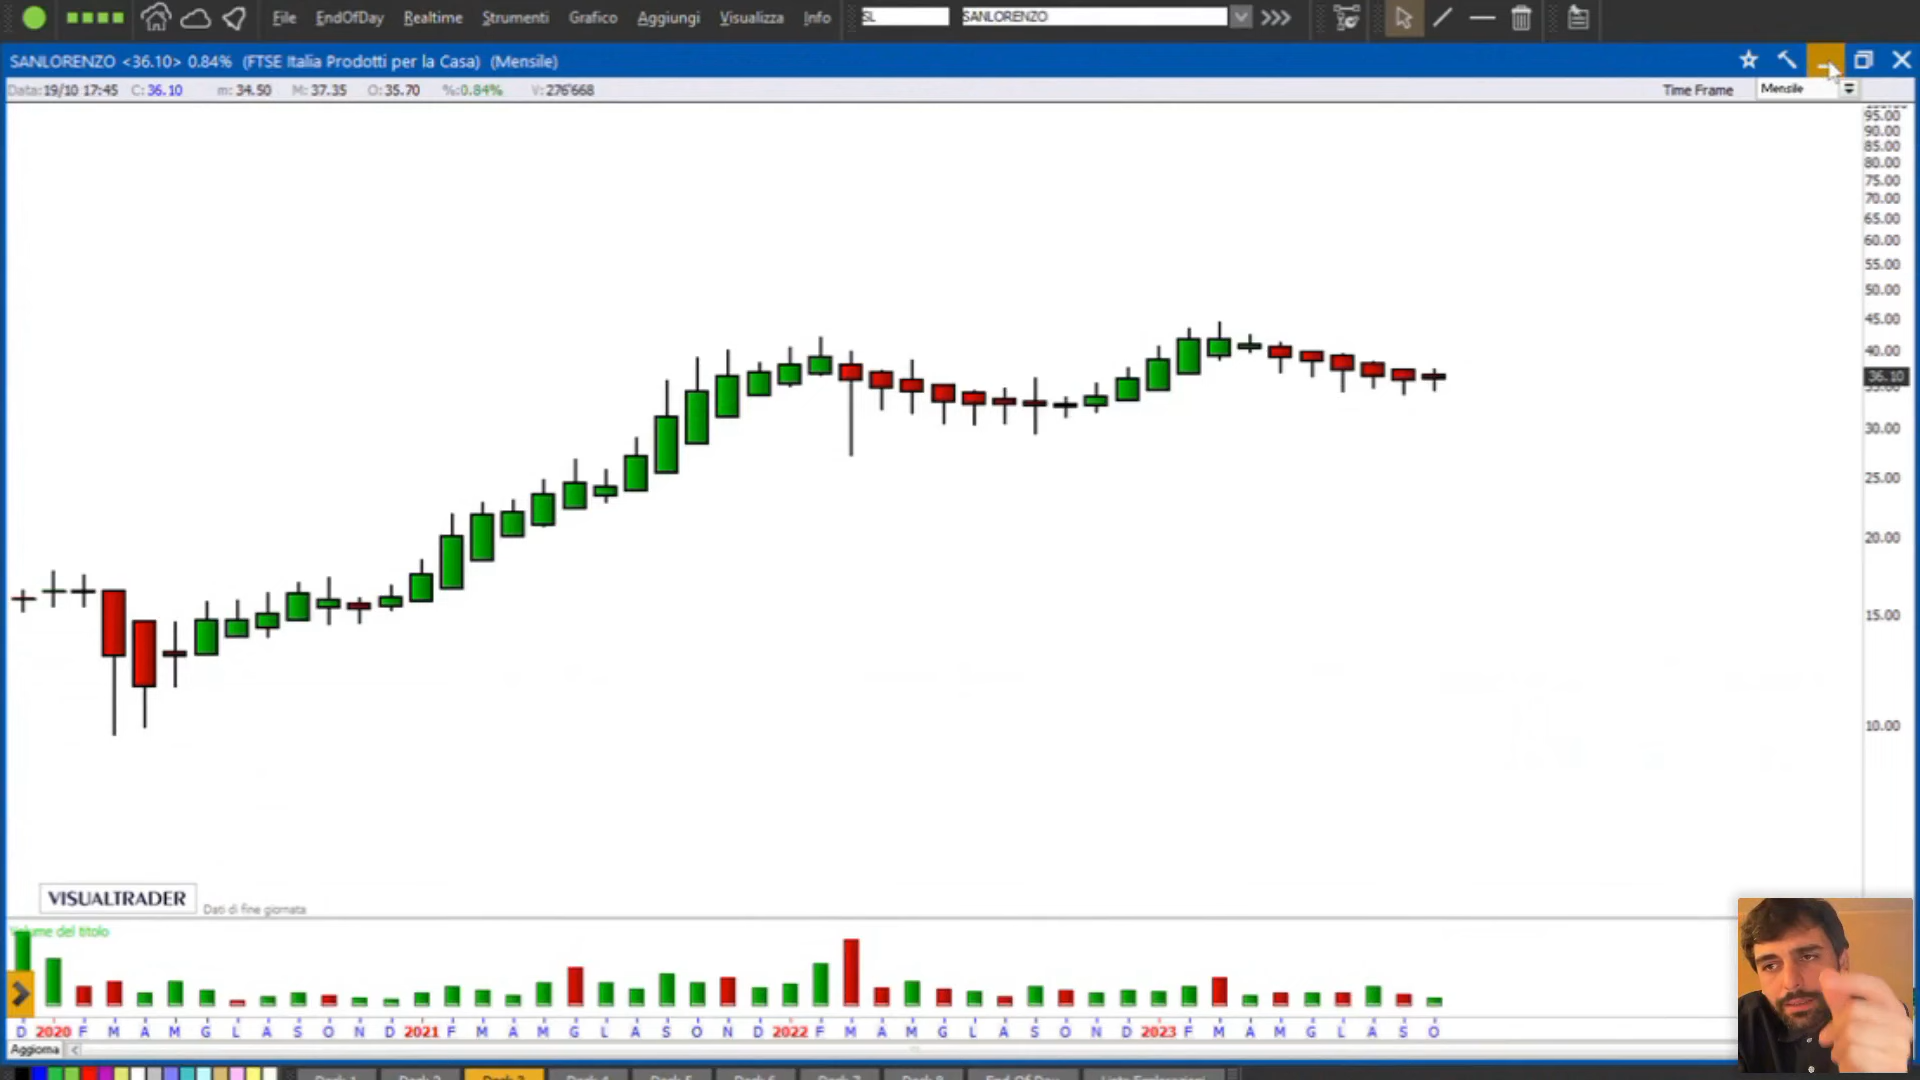 File EndOfDay Realtime Strumenti Grafico Aggiungi Visualizza Info SL SANLORENZO
SANLORENZO <36.10> 0.84% (FTSE Italia Prodotti per la Casa) (Mensile)
Data:19/10 17:45 C:36.10 m:34.50 M:37.35 O:35.70 %:0.84% V:276'668 Time Frame Mensile
95.00
90.00
85.00
80.00
75.00
70.00
65.00
60.00
55.00
50.00
45.00
40.00
36.10
30.00
25.00
20.00
15.00
10.00
VISUALTRADER Dati di fine giornata
Volume del titolo
D 2020 F M A M G L A S O N D 2021 F M A M G L A S O N D 2022 F M A M G L A S O N D 2023 F M A M G L A S O
Aggiorna